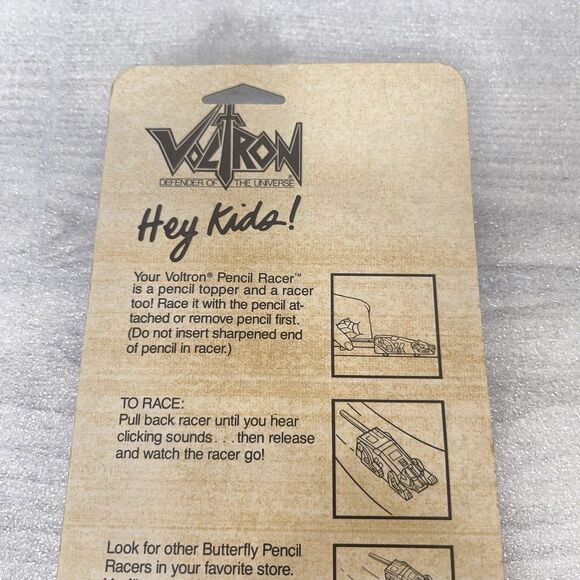 VOLTRON®
DEFENDER OF THE UNIVERSE
Hey Kids!
Your Voltron® Pencil Racer™
is a pencil topper and a racer
too! Race it with the pencil at-
tached or remove pencil first.
(Do not insert sharpened end
of pencil in racer.)
TO RACE:
Pull back racer until you hear
clicking sounds . . . then release
and watch the racer go!
Look for other Butterfly Pencil
Racers in your favorite store.